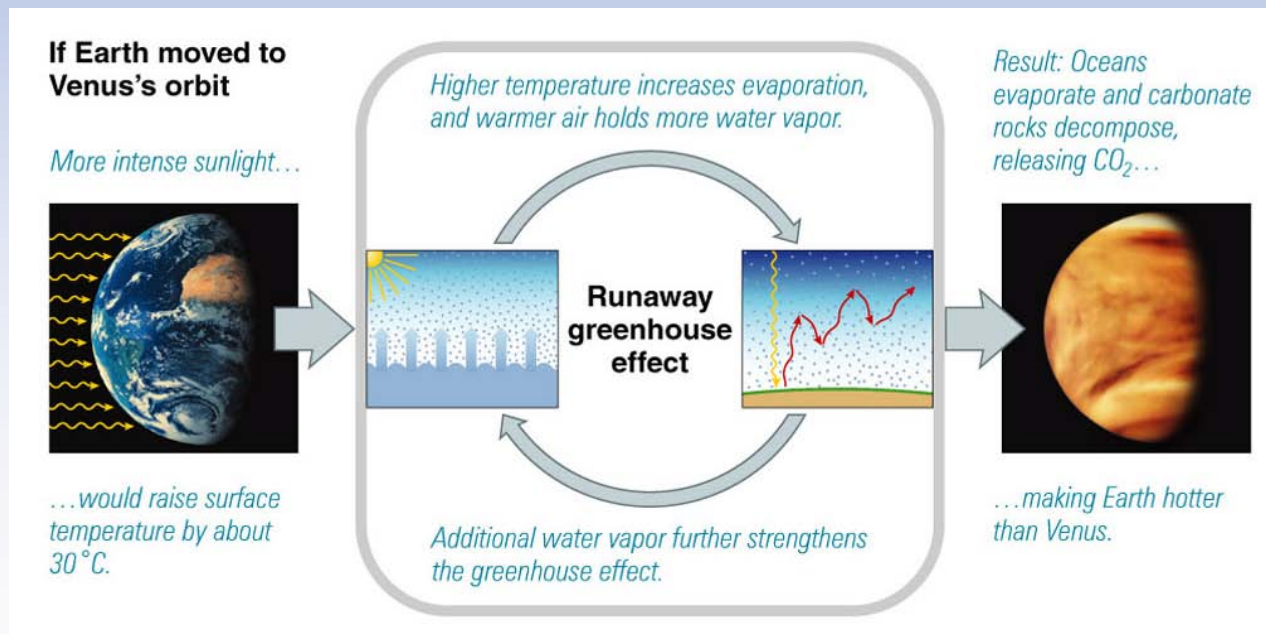 If Earth moved to
Venus's orbit
More intense sunlight…
…would raise surface
temperature by about
30°C.
Higher temperature increases evaporation,
and warmer air holds more water vapor.
Runaway
greenhouse
effect
Additional water vapor further strengthens
the greenhouse effect.
Result: Oceans
evaporate and carbonate
rocks decompose,
releasing CO₂…
…making Earth hotter
than Venus.